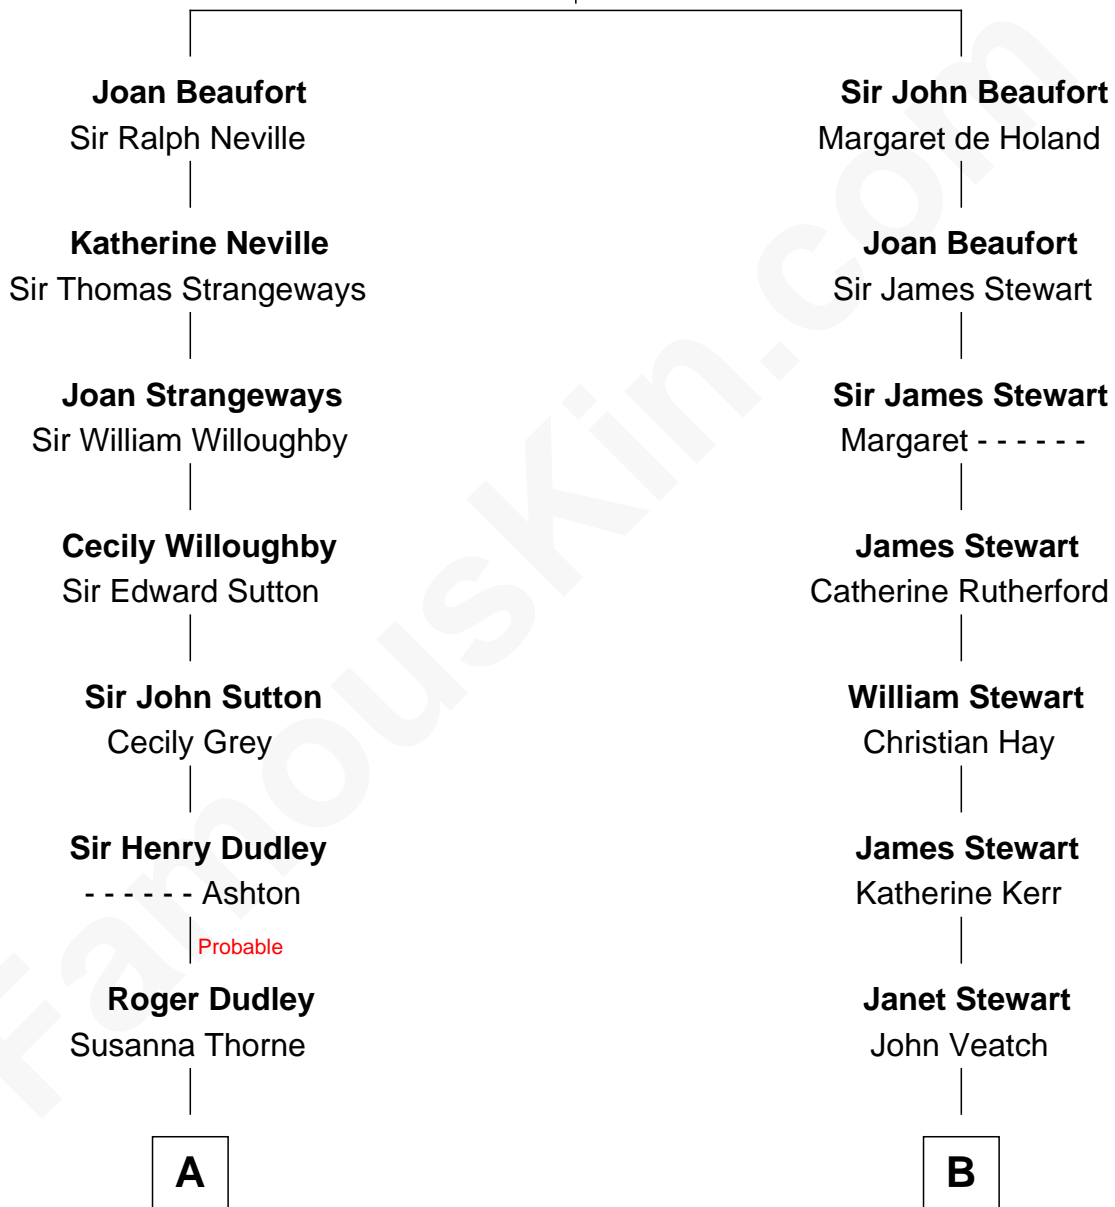 Joan Beaufort
Sir Ralph Neville
Katherine Neville
Sir Thomas Strangeways
Joan Strangeways
Sir William Willoughby
Cecily Willoughby
Sir Edward Sutton
Sir John Sutton
Cecily Grey
Sir Henry Dudley
- - - - - - Ashton
Probable
Roger Dudley
Susanna Thorne
A
Sir John Beaufort
Margaret de Holand
Joan Beaufort
Sir James Stewart
Sir James Stewart
Margaret - - - - - -
James Stewart
Catherine Rutherford
William Stewart
Christian Hay
James Stewart
Katherine Kerr
Janet Stewart
John Veatch
B
FamousKin.com